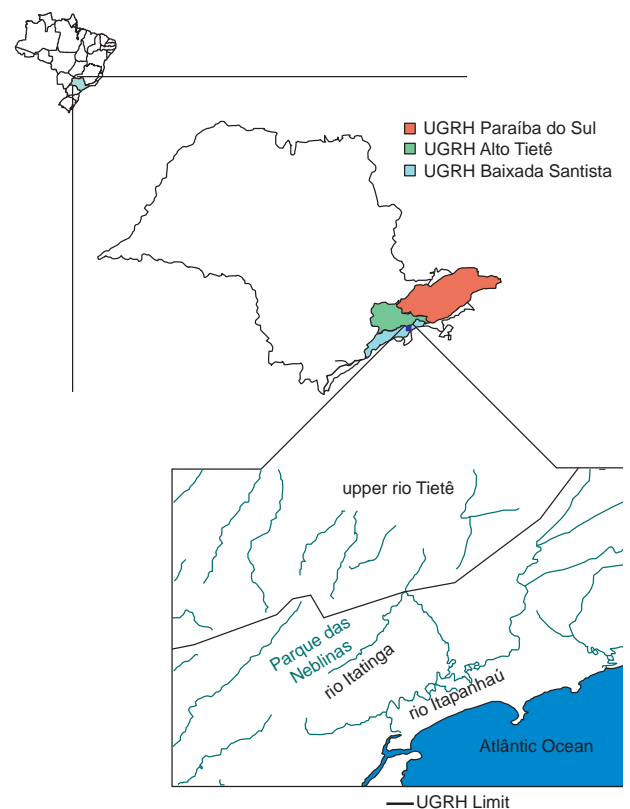 UGRH Paraíba do Sul
UGRH Alto Tietê
UGRH Baixada Santista
upper rio Tietê
Parque das
Neblinas
rio Itatinga
rio Itapanhaú
Atlântic Ocean
UGRH Limit